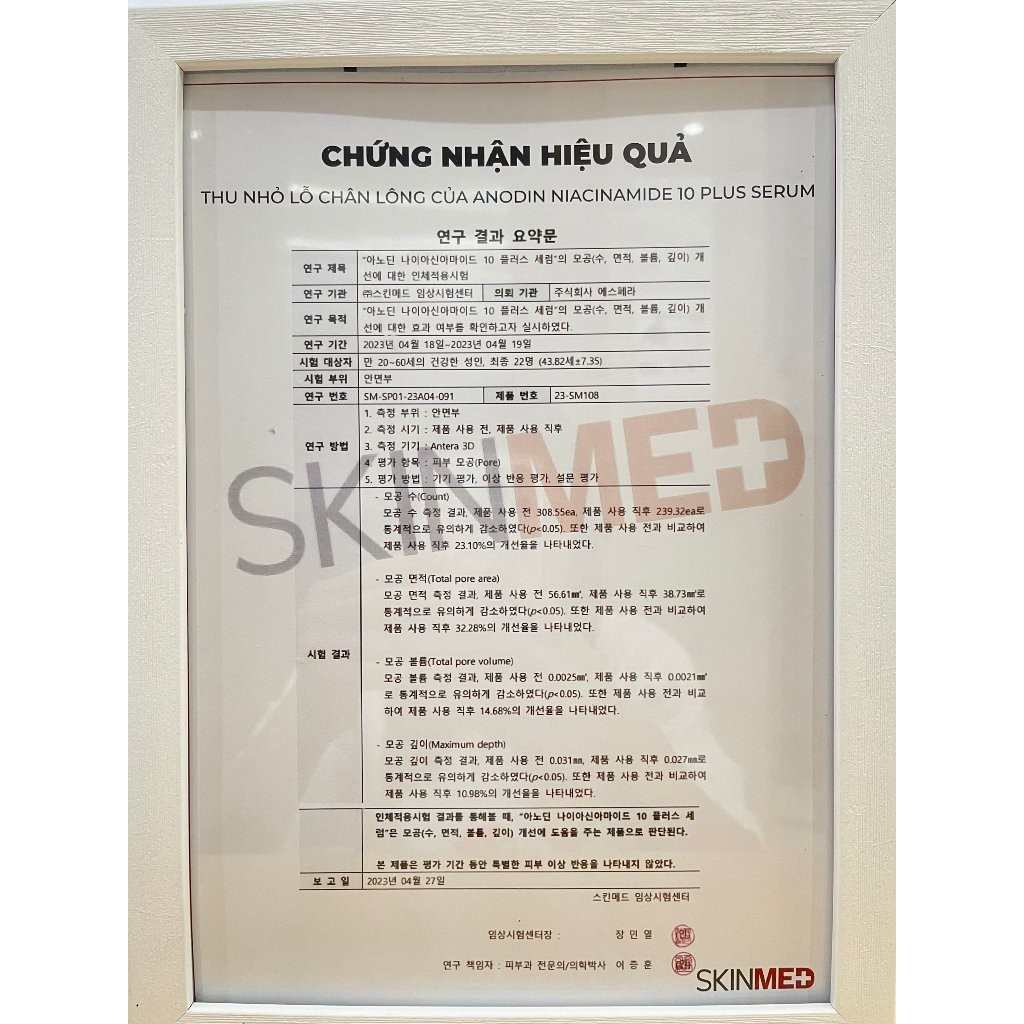 CHỨNG NHẬN HIỆU QUẢ
THU NHỎ LỖ CHÂN LÔNG CỦA ANODIN NIACINAMIDE 10 PLUS SERUM
연구 결과 요약문
연구 제목 "아노딘 나이아신아마이드 10 플러스 세럼"의 모공(수, 면적, 볼륨, 깊이) 개
선에 대한 인체적용시험
연구 기관 ㈜스킨메드 임상시험센터 의뢰 기관 주식회사 에스페라
연구 목적 "아노딘 나이아신아마이드 10 플러스 세럼"의 모공(수, 면적, 볼륨, 깊이) 개
선에 대한 효과 여부를 확인하고자 실시하였다.
연구 기간 2023년 04월 18일~2023년 04월 19일
시험 대상자 만 20~60세의 건강한 성인, 최종 22명 (43.82세±7.35)
시험 부위 안면부
연구 번호 SM-SP01-23A04-091 제품 번호 23-SM108
연구 방법
1. 측정 부위 : 안면부
2. 측정 시기 : 제품 사용 전, 제품 사용 직후
3. 측정 기기 : Antera 3D
4. 평가 항목 : 피부 모공(Pore)
5. 평가 방법 : 기기 평가, 이상 반응 평가, 설문 평가
SKINMED
시험 결과
- 모공 수(Count)
모공 수 측정 결과, 제품 사용 전 308.55ea, 제품 사용 직후 239.32ea로
통계적으로 유의하게 감소하였다(p<0.05). 또한 제품 사용 전과 비교하여
제품 사용 직후 23.10%의 개선율을 나타내었다.
- 모공 면적(Total pore area)
모공 면적 측정 결과, 제품 사용 전 56.61㎟, 제품 사용 직후 38.73㎟로
통계적으로 유의하게 감소하였다(p<0.05). 또한 제품 사용 전과 비교하여
제품 사용 직후 32.28%의 개선율을 나타내었다.
- 모공 볼륨(Total pore volume)
모공 볼륨 측정 결과, 제품 사용 전 0.0025㎣, 제품 사용 직후 0.0021㎣
로 통계적으로 유의하게 감소하였다(p<0.05). 또한 제품 사용 전과 비교
하여 제품 사용 직후 14.68%의 개선율을 나타내었다.
- 모공 깊이(Maximum depth)
모공 깊이 측정 결과, 제품 사용 전 0.031㎜, 제품 사용 직후 0.027㎜로
통계적으로 유의하게 감소하였다(p<0.05). 또한 제품 사용 전과 비교하여
제품 사용 직후 10.98%의 개선율을 나타내었다.
인체적용시험 결과를 통해볼 때, "아노딘 나이아신아마이드 10 플러스 세
럼"은 모공(수, 면적, 볼륨, 깊이) 개선에 도움을 주는 제품으로 판단된다.
본 제품은 평가 기간 동안 특별한 피부 이상 반응을 나타내지 않았다.
보 고 일 2023년 04월 27일
스킨메드 임상시험센터
임상시험센터장 : 장 민 열
연구 책임자 : 피부과 전문의/의학박사 이 증 훈
SKINMED